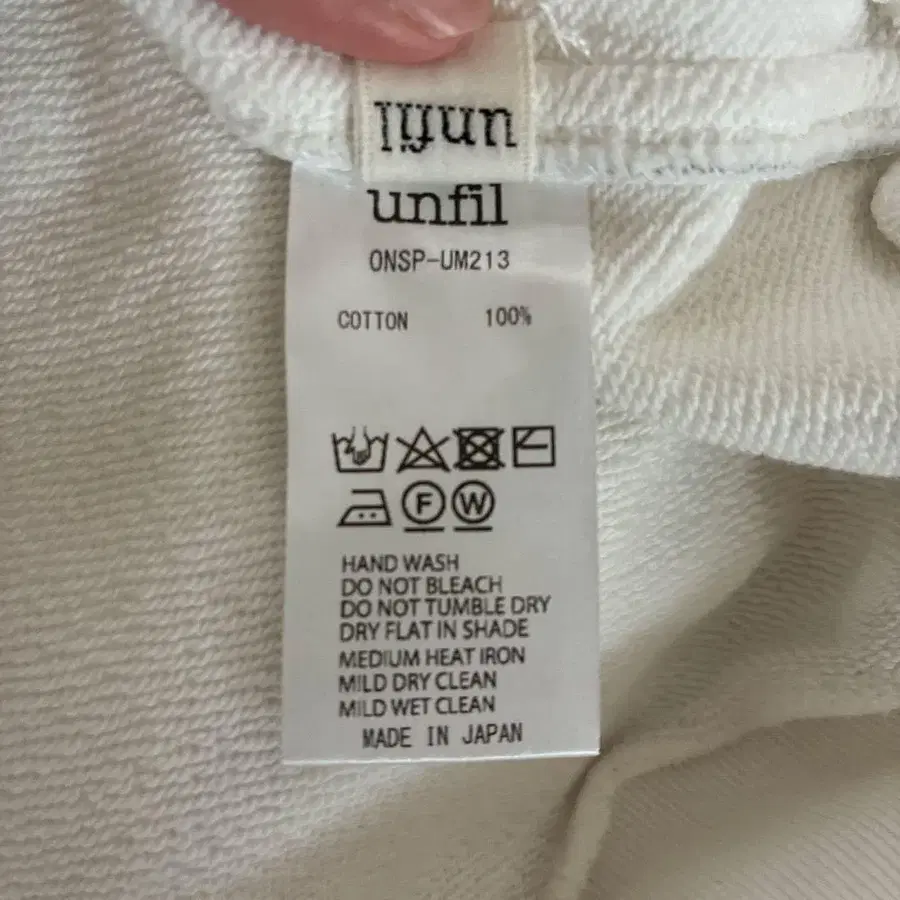 unfil
unfil
ONSP-UM213
COTTON 100%
F W
HAND WASH
DO NOT BLEACH
DO NOT TUMBLE DRY
DRY FLAT IN SHADE
MEDIUM HEAT IRON
MILD DRY CLEAN
MILD WET CLEAN
MADE IN JAPAN